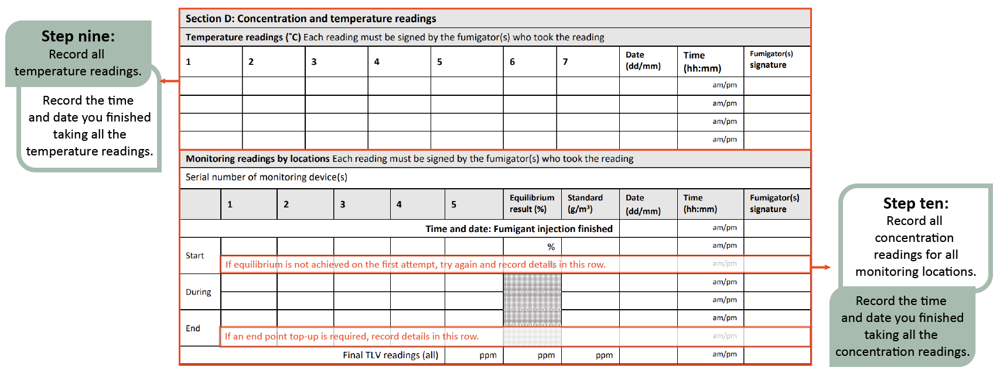 Step nine:
Record all
temperature readings.
Record the time
and date you finished
taking all the
temperature readings.
Section D: Concentration and temperature readings
Temperature readings (˚C) Each reading must be signed by the fumigator(s) who took the reading
1 2 3 4 5 6 7 Date (dd/mm) Time (hh:mm) Fumigator(s) signature
am/pm
am/pm
am/pm
am/pm
Monitoring readings by locations Each reading must be signed by the fumigator(s) who took the reading
Serial number of monitoring device(s)
1 2 3 4 5 Equilibrium result (%) Standard (g/m³) Date (dd/mm) Time (hh:mm) Fumigator(s) signature
Time and date: Fumigant injection finished am/pm
Start % am/pm
If equilibrium is not achieved on the first attempt, try again and record details in this row. % am/pm
During am/pm
am/pm
End am/pm
If an end point top-up is required, record details in this row. am/pm
Final TLV readings (all) ppm ppm ppm am/pm
Step ten:
Record all
concentration
readings for all
monitoring locations.
Record the time
and date you finished
taking all the
concentration readings.